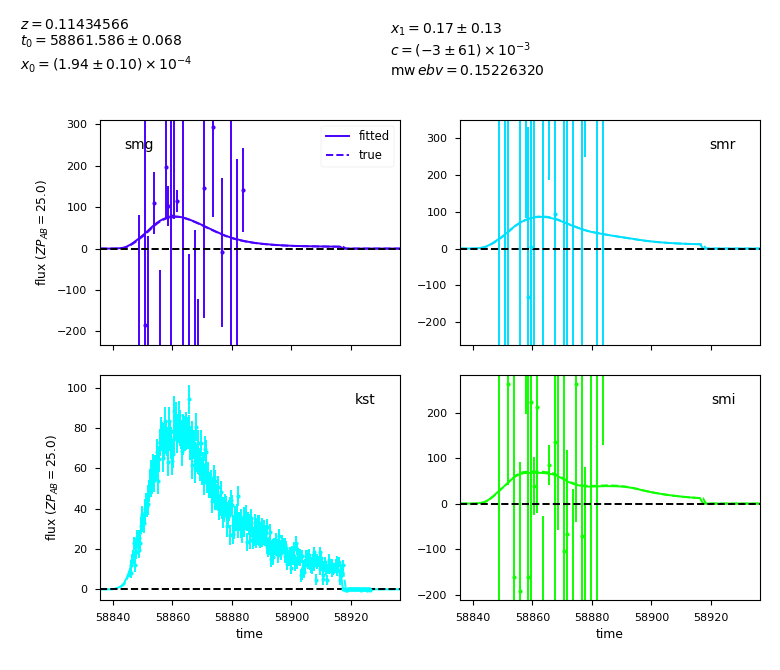 z = 0.11434566
t₀ = 58861.586 ± 0.068
x₀ = (1.94 ± 0.10) × 10⁻⁴
x₁ = 0.17 ± 0.13
c = (−3 ± 61) × 10⁻³
mw ebv = 0.15226320
smg
fitted
true
300
200
100
0
−100
−200
flux (ZP_AB = 25.0)
smr
300
200
100
0
−100
−200
kst
100
80
60
40
20
0
flux (ZP_AB = 25.0)
58840 58860 58880 58900 58920
time
smi
200
100
0
−100
−200
58840 58860 58880 58900 58920
time